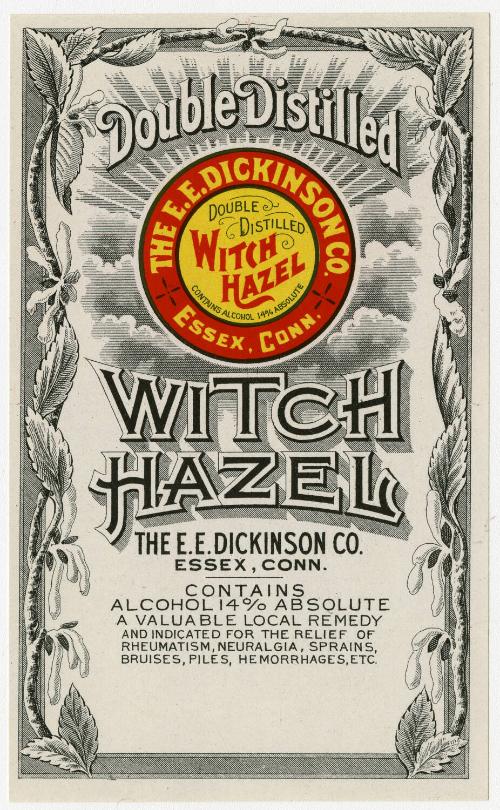 Double Distilled
THE E.E. DICKINSON CO.
DOUBLE
DISTILLED
WITCH
HAZEL
CONTAINS ALCOHOL 14% ABSOLUTE
ESSEX, CONN.
WITCH
HAZEL
THE E.E. DICKINSON CO.
ESSEX, CONN.
CONTAINS
ALCOHOL 14% ABSOLUTE
A VALUABLE LOCAL REMEDY
AND INDICATED FOR THE RELIEF OF
RHEUMATISM, NEURALGIA, SPRAINS,
BRUISES, PILES, HEMORRHAGES, ETC.